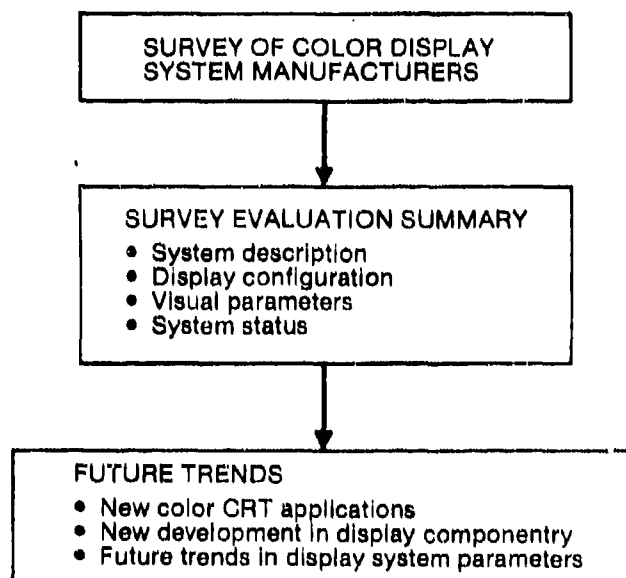 SURVEY OF COLOR DISPLAY
SYSTEM MANUFACTURERS
SURVEY EVALUATION SUMMARY
• System description
• Display configuration
• Visual parameters
• System status
FUTURE TRENDS
• New color CRT applications
• New development in display componentry
• Future trends in display system parameters